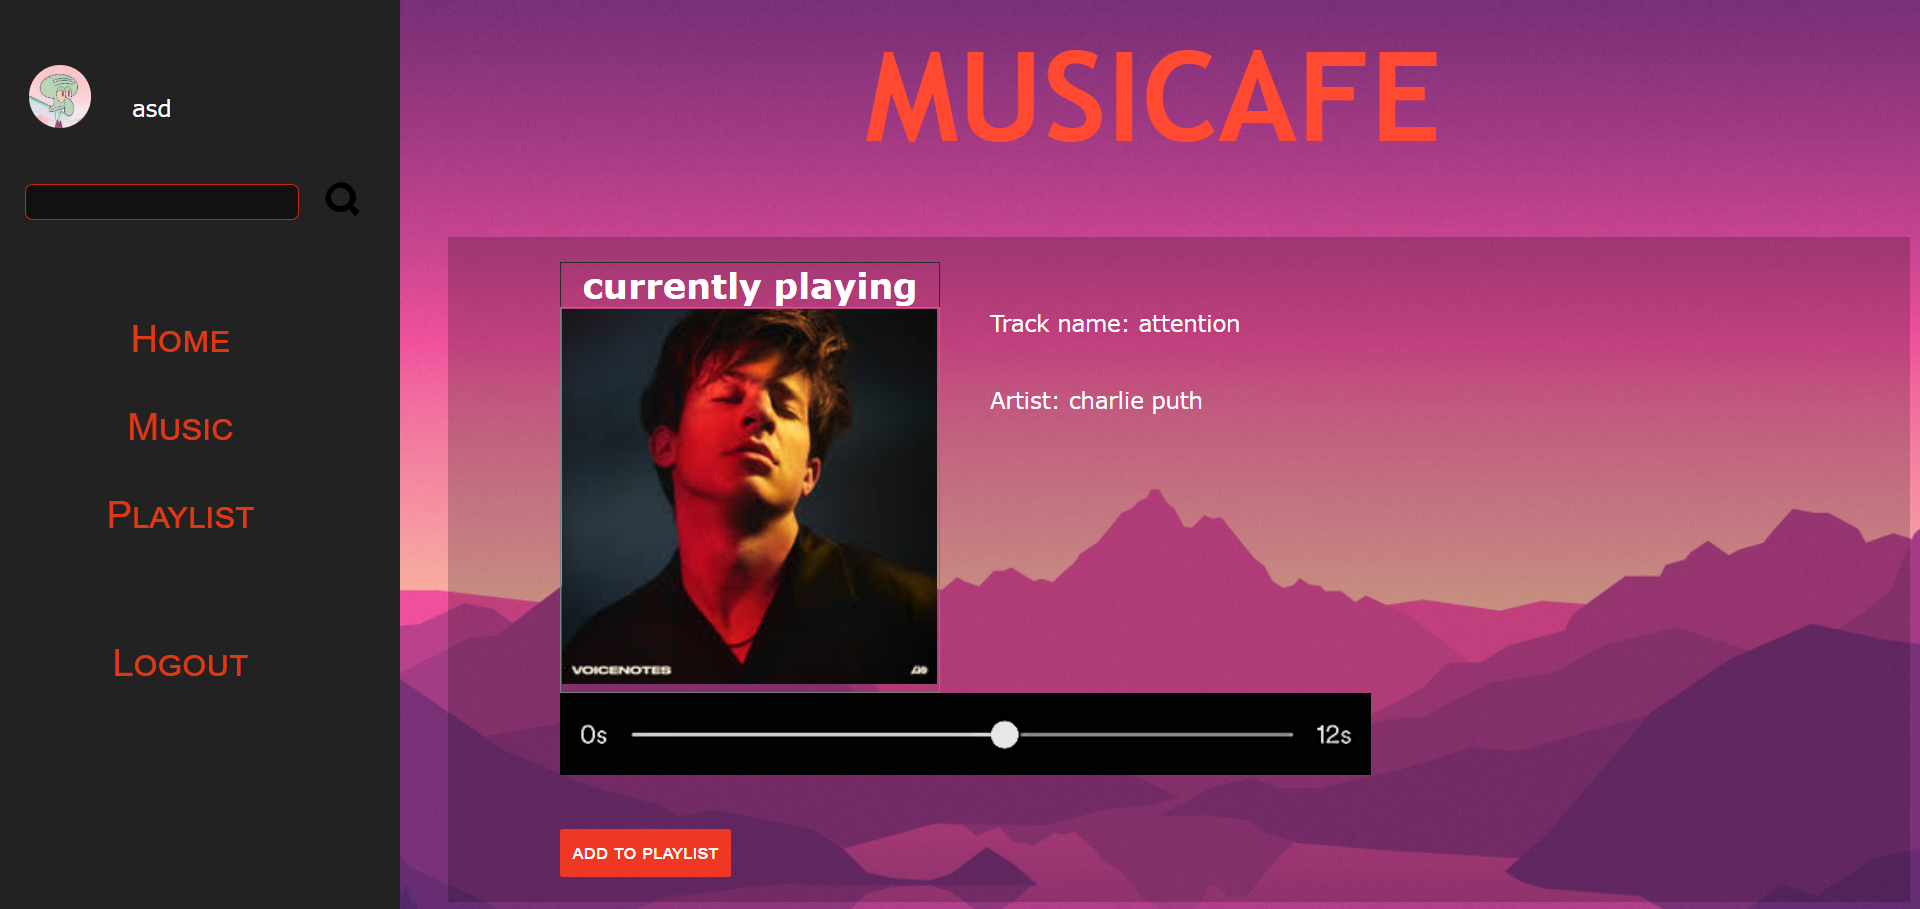 asd
Home
Music
Playlist
Logout
MUSICAFE
currently playing
VOICENOTES
Track name: attention
Artist: charlie puth
0s
12s
ADD TO PLAYLIST